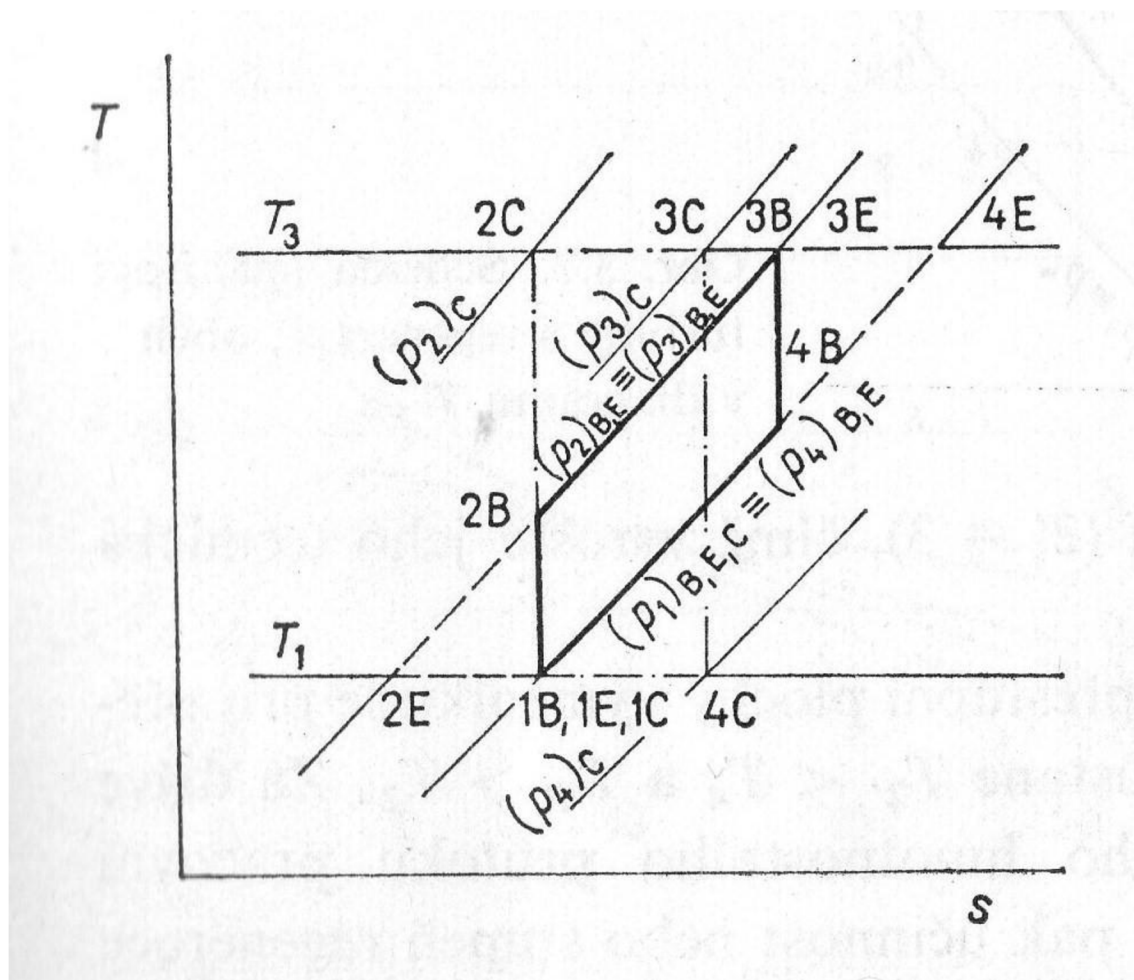 T
T₃
2C
3C
3B
3E
4E
(p₂)C
(p₃)C
(p₂)B,E ≡ (p₃)B,E
4B
2B
(p₁)B,E,C ≡ (p₄)B,E
T₁
2E
1B, 1E, 1C
4C
(p₄)C
s